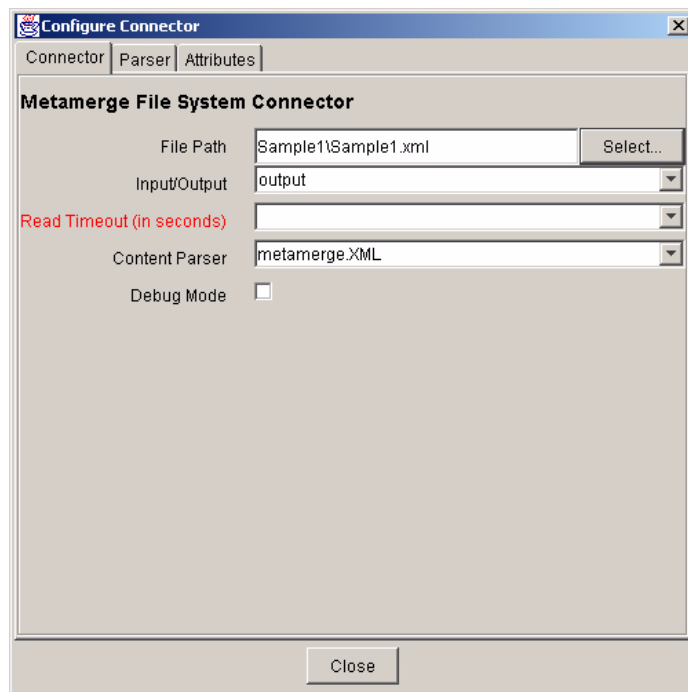 Configure Connector
Connector Parser Attributes
Metamerge File System Connector
File Path Sample1\Sample1.xml Select...
Input/Output output
Read Timeout (in seconds)
Content Parser metamerge.XML
Debug Mode
Close